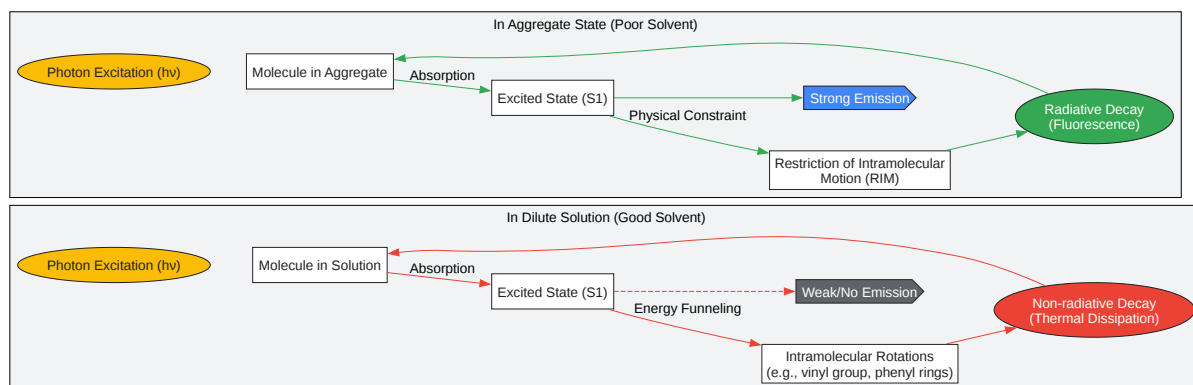 In Aggregate State (Poor Solvent)
Photon Excitation (hν)
Molecule in Aggregate
Absorption
Excited State (S1)
Strong Emission
Physical Constraint
Restriction of Intramolecular
Motion (RIM)
Radiative Decay
(Fluorescence)
In Dilute Solution (Good Solvent)
Photon Excitation (hν)
Molecule in Solution
Absorption
Excited State (S1)
Weak/No Emission
Energy Funneling
Intramolecular Rotations
(e.g., vinyl group, phenyl rings)
Non-radiative Decay
(Thermal Dissipation)